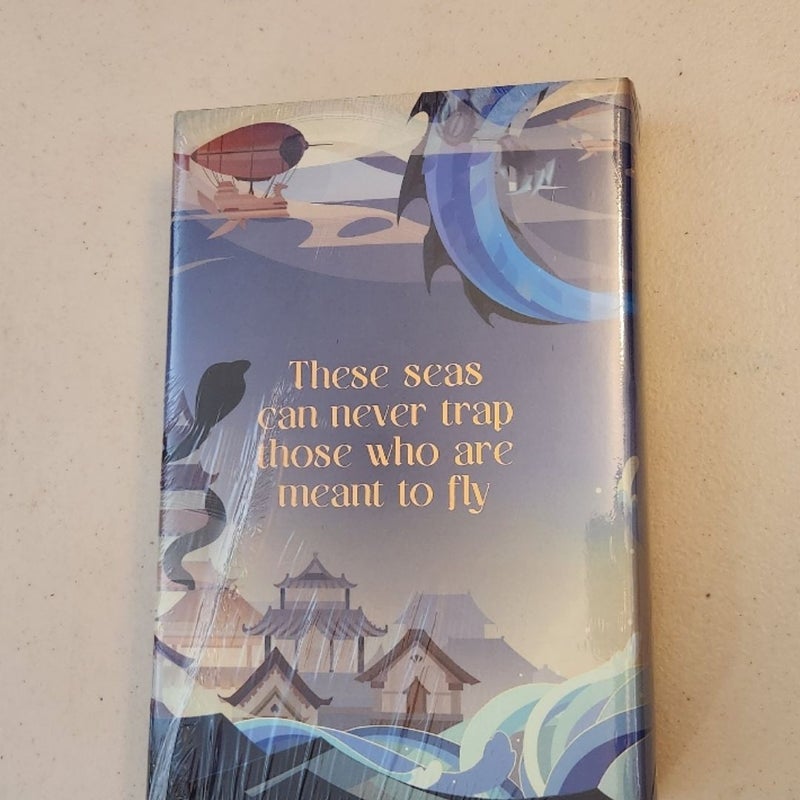 These seas
can never trap
those who are
meant to fly